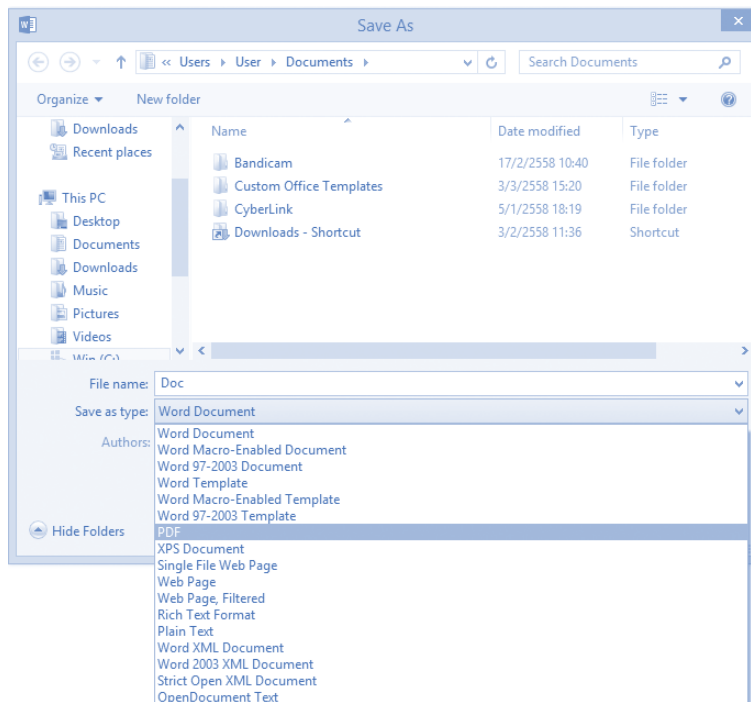 Save As
Users
User
Documents
Search Documents
Organize
New folder
Downloads
Recent places
This PC
Desktop
Documents
Downloads
Music
Pictures
Videos
Win (C:)
Name Date modified Type
Bandicam 17/2/2558 10:40 File folder
Custom Office Templates 3/3/2558 15:20 File folder
CyberLink 5/1/2558 18:19 File folder
Downloads - Shortcut 3/2/2558 11:36 Shortcut
File name: Doc
Save as type: Word Document
Authors:
Word Document
Word Macro-Enabled Document
Word 97-2003 Document
Word Template
Word Macro-Enabled Template
Word 97-2003 Template
PDF
XPS Document
Single File Web Page
Web Page
Web Page, Filtered
Rich Text Format
Plain Text
Word XML Document
Word 2003 XML Document
Strict Open XML Document
OpenDocument Text
Hide Folders